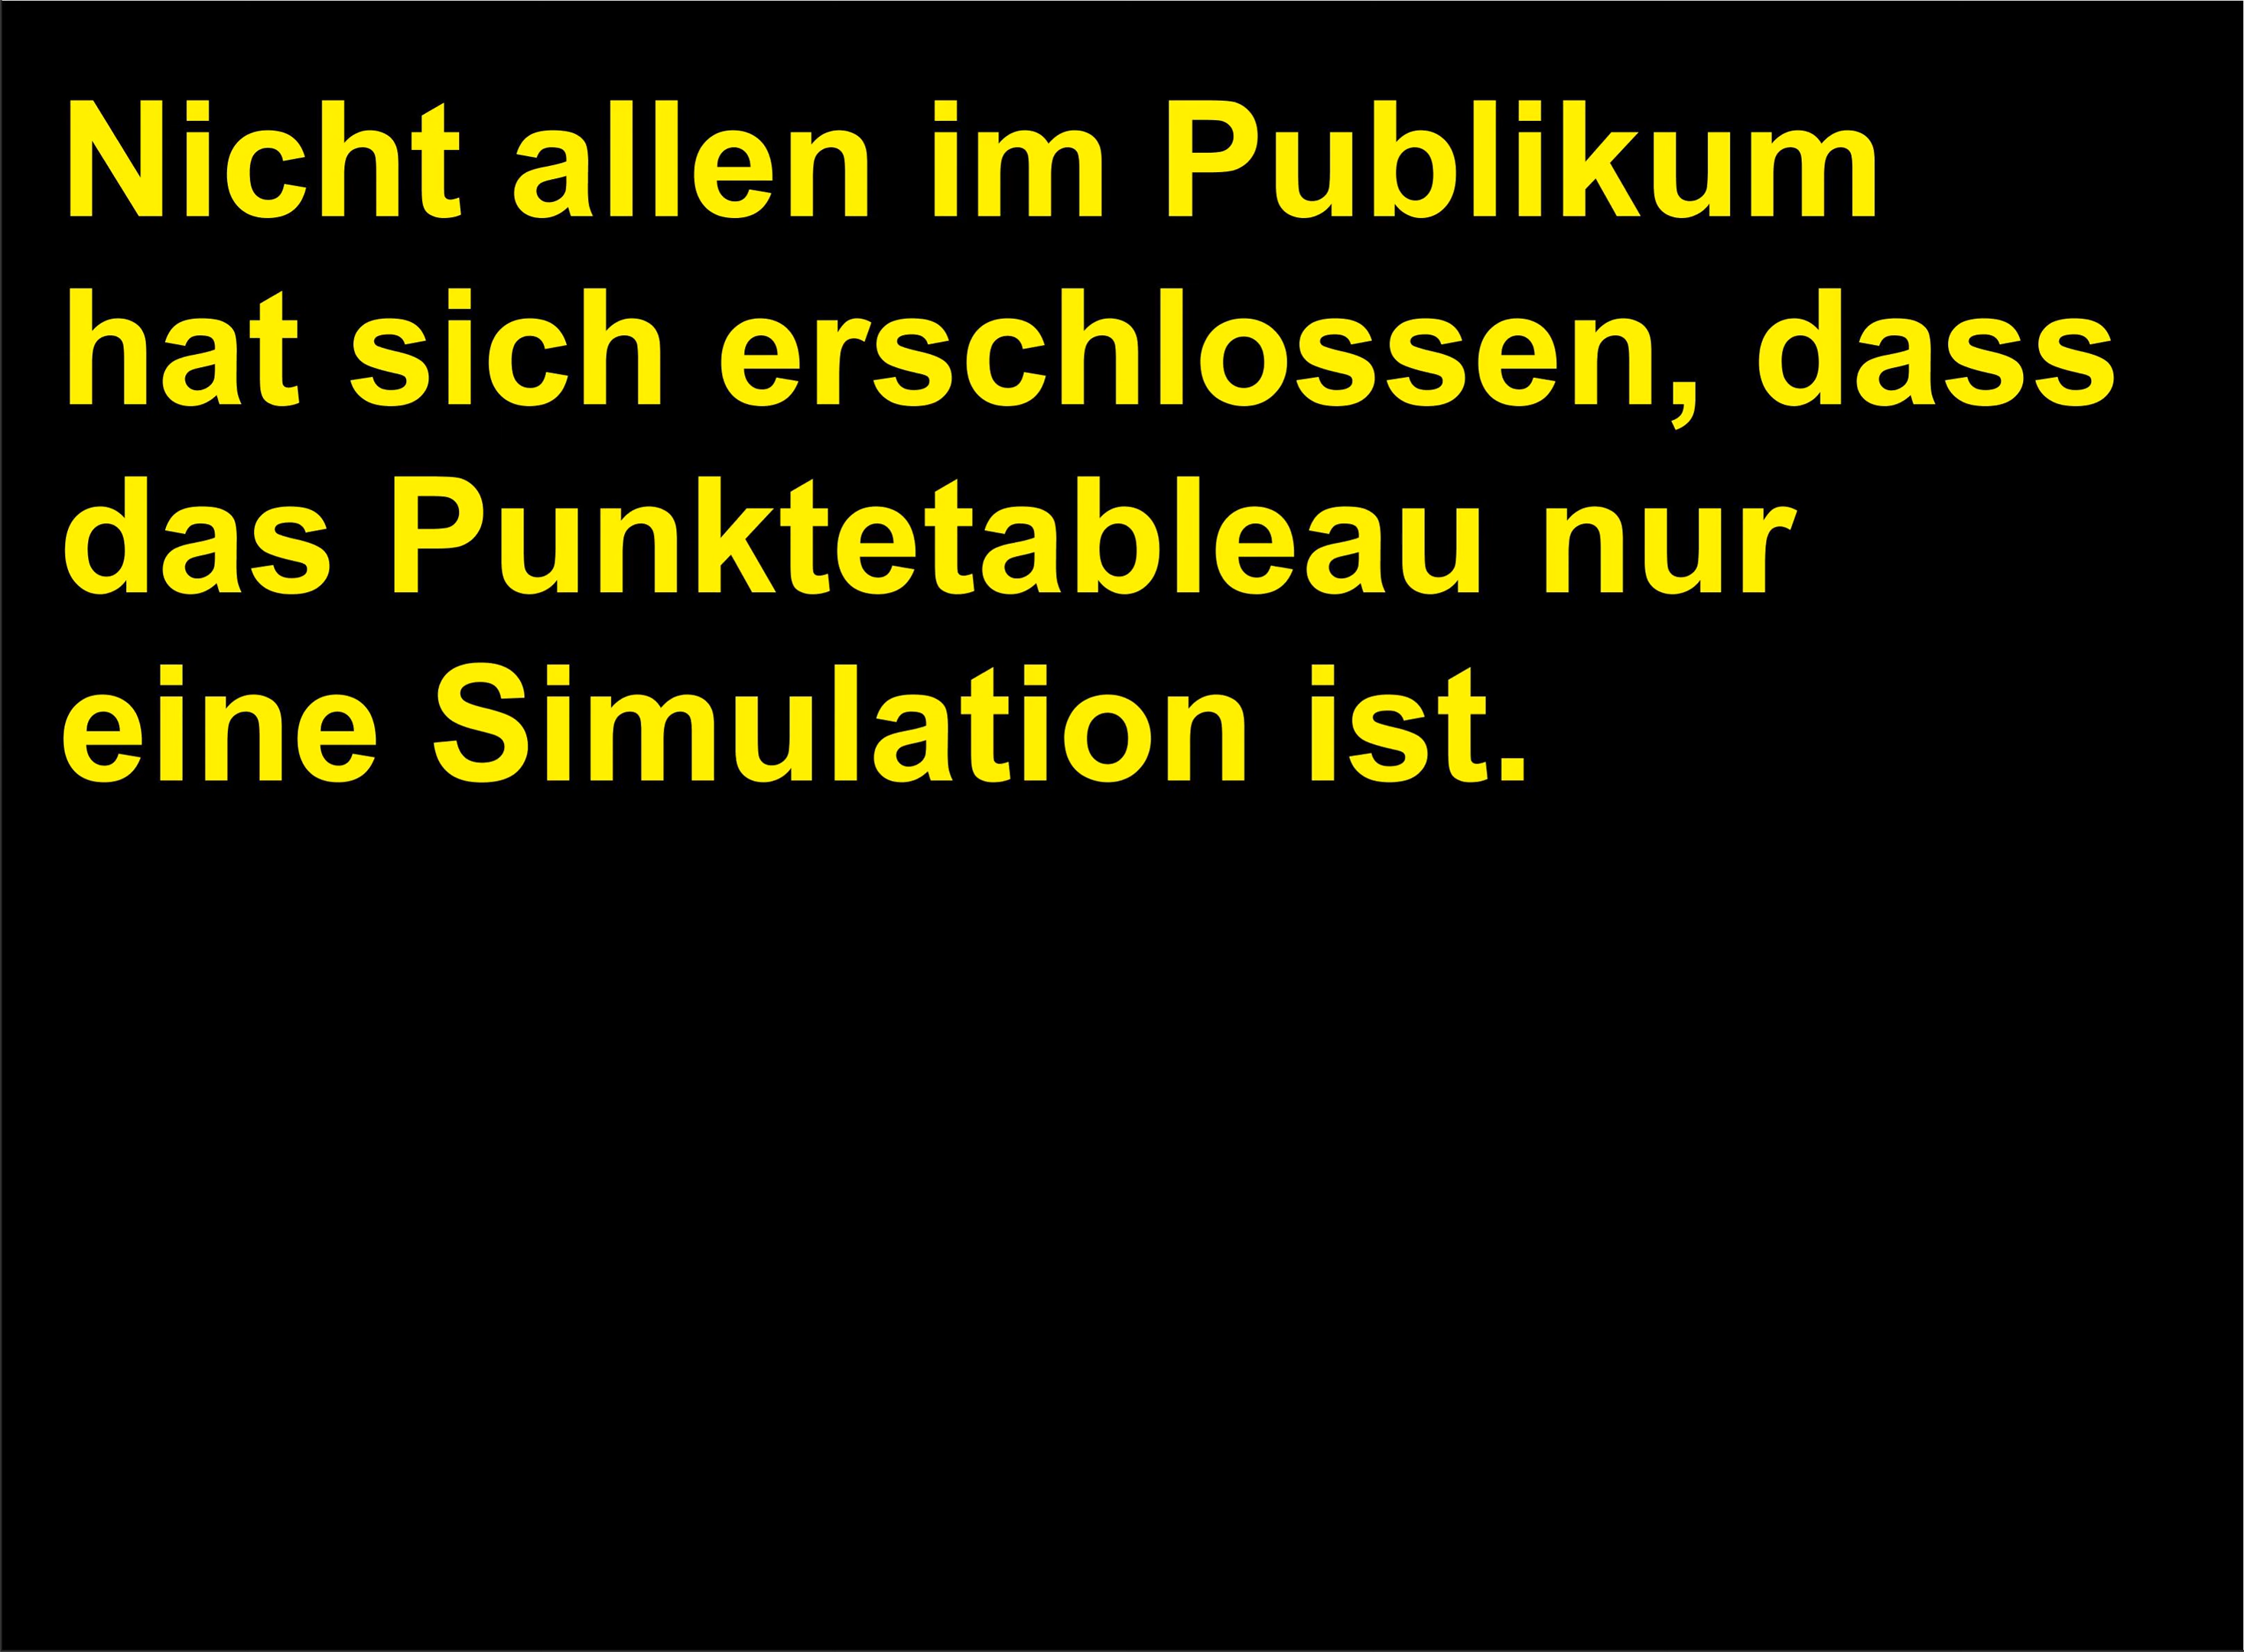 Nicht allen im Publikum
hat sich erschlossen, dass
das Punktetableau nur
eine Simulation ist.